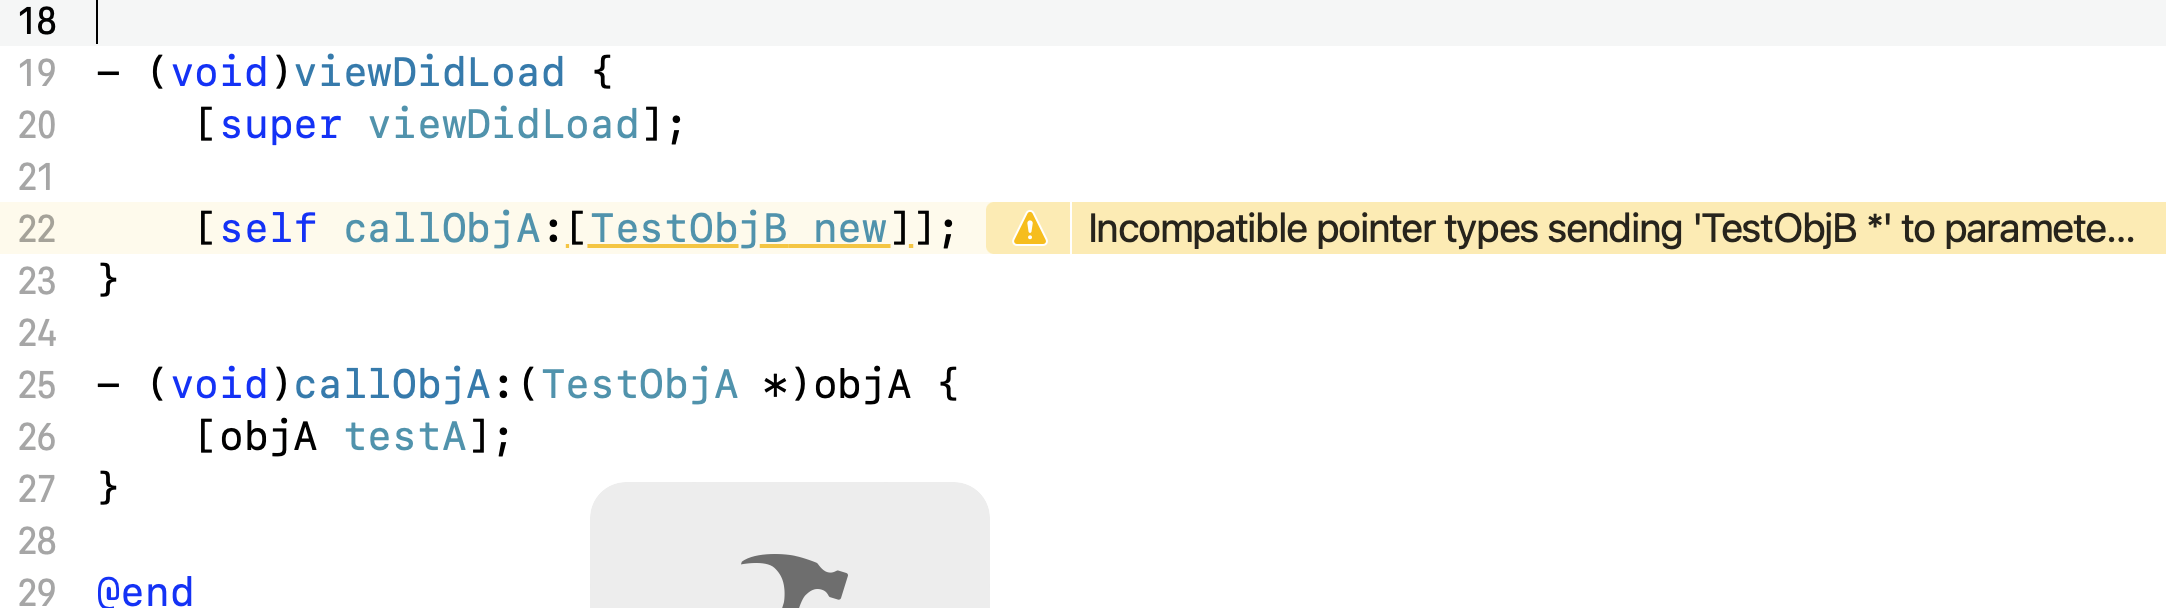 18
19 - (void)viewDidLoad {
20     [super viewDidLoad];
21
22     [self callObjA:[TestObjB new]]; Incompatible pointer types sending 'TestObjB *' to paramete...
23 }
24
25 - (void)callObjA:(TestObjA *)objA {
26     [objA testA];
27 }
28
29 @end